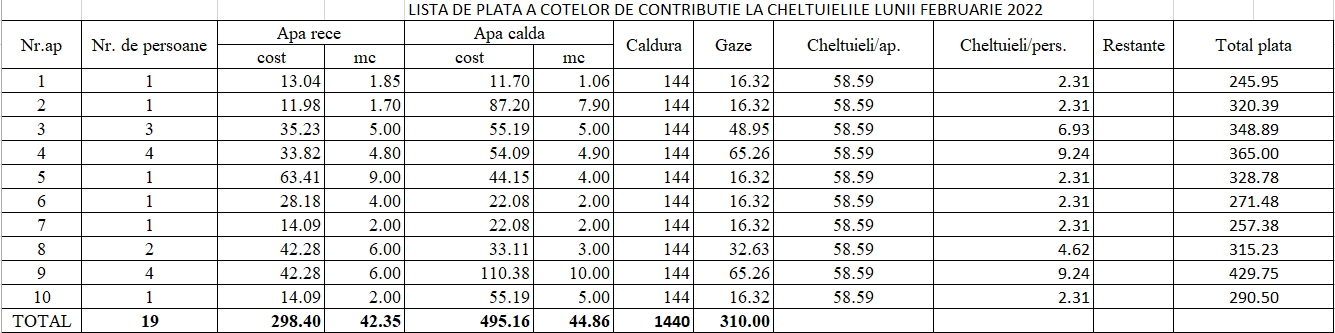 LISTA DE PLATA A COTELOR DE CONTRIBUTIE LA CHELTUIELILE LUNII FEBRUARIE 2022
Nr.ap Nr. de persoane Apa rece Apa calda Caldura Gaze Cheltuieli/ap. Cheltuieli/pers. Restante Total plata
cost mc cost mc
1 1 13.04 1.85 11.70 1.06 144 16.32 58.59 2.31 245.95
2 1 11.98 1.70 87.20 7.90 144 16.32 58.59 2.31 320.39
3 3 35.23 5.00 55.19 5.00 144 48.95 58.59 6.93 348.89
4 4 33.82 4.80 54.09 4.90 144 65.26 58.59 9.24 365.00
5 1 63.41 9.00 44.15 4.00 144 16.32 58.59 2.31 328.78
6 1 28.18 4.00 22.08 2.00 144 16.32 58.59 2.31 271.48
7 1 14.09 2.00 22.08 2.00 144 16.32 58.59 2.31 257.38
8 2 42.28 6.00 33.11 3.00 144 32.63 58.59 4.62 315.23
9 4 42.28 6.00 110.38 10.00 144 65.26 58.59 9.24 429.75
10 1 14.09 2.00 55.19 5.00 144 16.32 58.59 2.31 290.50
TOTAL 19 298.40 42.35 495.16 44.86 1440 310.00